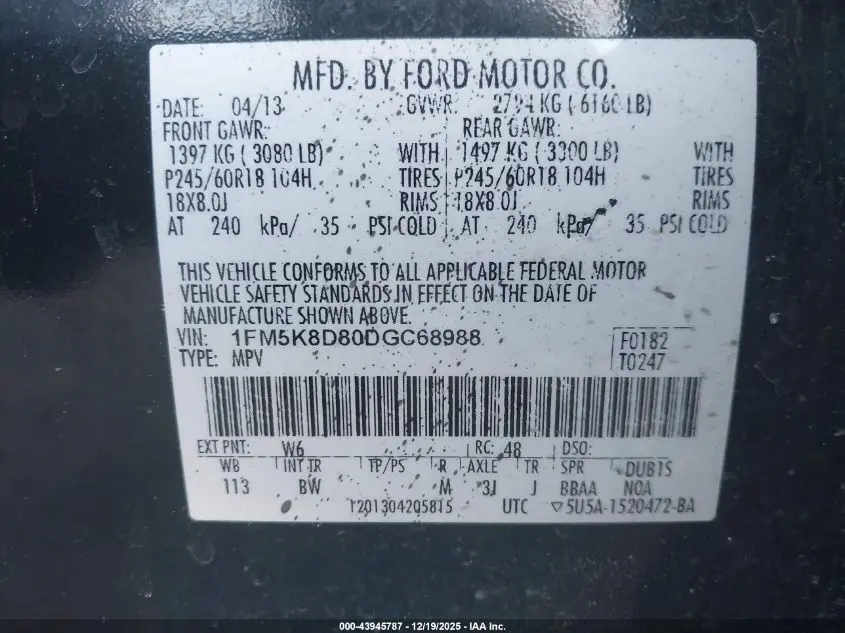 MFD. BY FORD MOTOR CO.
DATE: 04/13 GVWR: 2794 KG ( 6160 LB)
FRONT GAWR: REAR GAWR:
1397 KG ( 3080 LB) WITH 1497 KG ( 3300 LB) WITH
P245/60R18 104H TIRES P245/60R18 104H TIRES
18X8.0J RIMS 18X8.0J RIMS
AT 240 kPa/ 35 PSI COLD AT 240 kPa/ 35 PSI COLD
THIS VEHICLE CONFORMS TO ALL APPLICABLE FEDERAL MOTOR
VEHICLE SAFETY STANDARDS IN EFFECT ON THE DATE OF
MANUFACTURE SHOWN ABOVE.
VIN: 1FM5K8D80DGC68988 F0182
TYPE: MPV T0247
EXT PNT: W6 RC: 48 DSO:
WB INT TR TP/PS R AXLE TR SPR DUB1S
113 BW M 3J J BBAA NOA
1201304205815 UTC ▽5U5A-1520472-BA
000-43945787 - 12/19/2025 - IAA Inc.